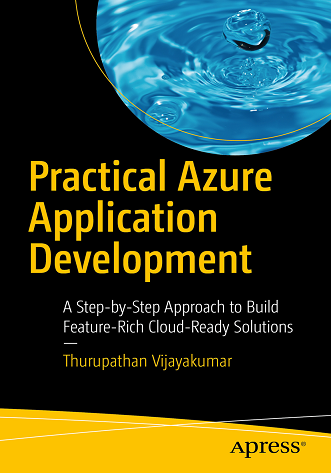 Practical Azure
Application
Development
A Step-by-Step Approach to Build
Feature-Rich Cloud-Ready Solutions
—
Thurupathan Vijayakumar
Apress®